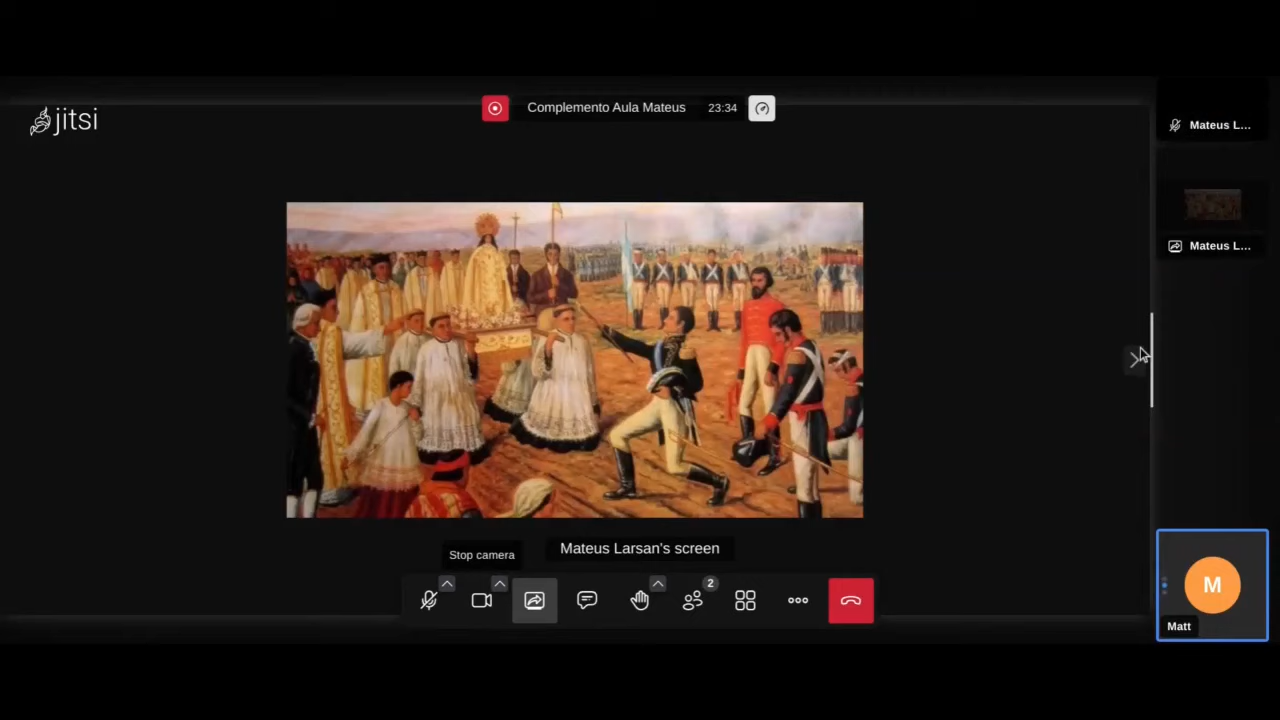 jitsi
Complemento Aula Mateus 23:34
Mateus L...
Mateus L...
Stop camera
Mateus Larsan's screen
2
M
Matt